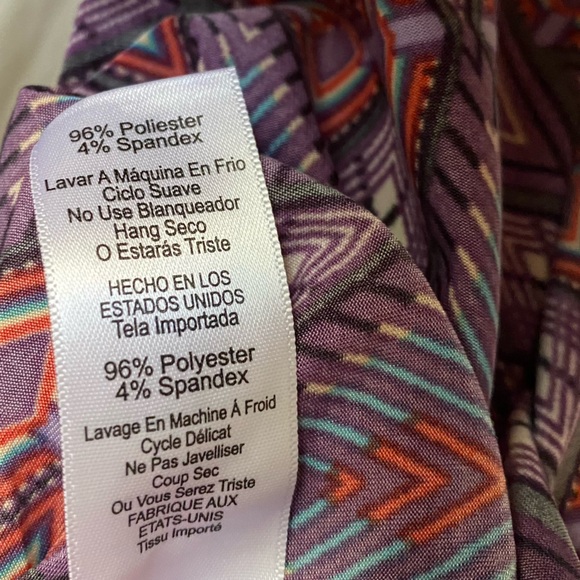 96% Poliester
4% Spandex
Lavar A Máquina En Frio
Ciclo Suave
No Use Blanqueador
Hang Seco
O Estarás Triste
HECHO EN LOS
ESTADOS UNIDOS
Tela Importada
96% Polyester
4% Spandex
Lavage En Machine Á Froid
Cycle Délicat
Ne Pas Javelliser
Coup Sec
Ou Vous Serez Triste
FABRIQUE AUX
ETATS-UNIS
Tissu Importé